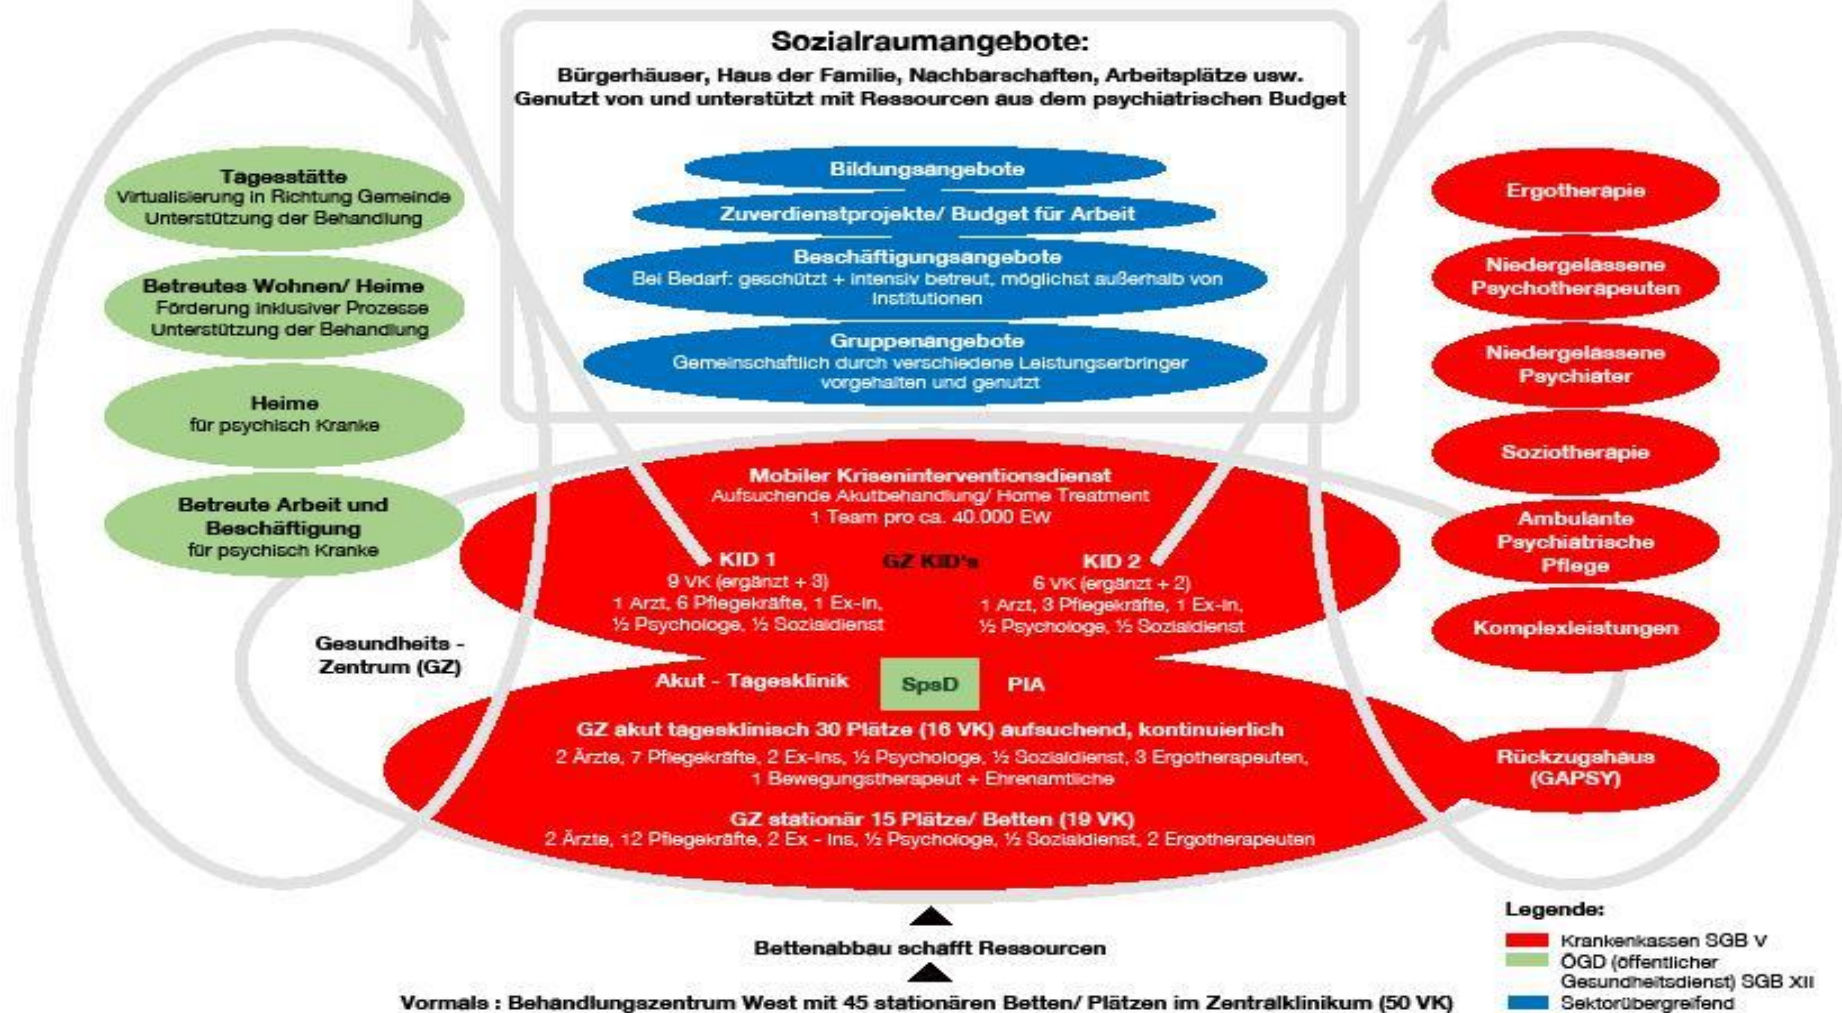 Sozialraumangebote:
Bürgerhäuser, Haus der Familie, Nachbarschaften, Arbeitsplätze usw.
Genutzt von und unterstützt mit Ressourcen aus dem psychiatrischen Budget
Tagesstätte
Virtualisierung in Richtung Gemeinde
Unterstützung der Behandlung
Betreutes Wohnen/ Heime
Förderung inklusiver Prozesse
Unterstützung der Behandlung
Heime
für psychisch Kranke
Betreute Arbeit und
Beschäftigung
für psychisch Kranke
Bildungsangebote
Zuverdienstprojekte/ Budget für Arbeit
Beschäftigungsangebote
Bei Bedarf: geschützt + intensiv betreut, möglichst außerhalb von
Institutionen
Gruppenangebote
Gemeinschaftlich durch verschiedene Leistungserbringer
vorgehalten und genutzt
Ergotherapie
Niedergelassene
Psychotherapeuten
Niedergelassene
Psychiater
Soziotherapie
Ambulante
Psychiatrische
Pflege
Komplexleistungen
Rückzugshaus
(GAPSY)
Mobiler Kriseninterventionsdienst
Aufsuchende Akutbehandlung/ Home Treatment
1 Team pro ca. 40.000 EW
KID 1
9 VK (ergänzt + 3)
1 Arzt, 6 Pflegekräfte, 1 Ex-in,
½ Psychologe, ½ Sozialdienst
GZ KID's
KID 2
6 VK (ergänzt + 2)
1 Arzt, 3 Pflegekräfte, 1 Ex-in,
½ Psychologe, ½ Sozialdienst
Gesundheits -
Zentrum (GZ)
Akut - Tagesklinik
SpsD
PIA
GZ akut tagesklinisch 30 Plätze (16 VK) aufsuchend, kontinuierlich
2 Ärzte, 7 Pflegekräfte, 2 Ex-Ins, ½ Psychologe, ½ Sozialdienst, 3 Ergotherapeuten,
1 Bewegungstherapeut + Ehrenamtliche
GZ stationär 15 Plätze/ Betten (19 VK)
2 Ärzte, 12 Pflegekräfte, 2 Ex - Ins, ½ Psychologe, ½ Sozialdienst, 2 Ergotherapeuten
Bettenabbau schafft Ressourcen
Vormals : Behandlungszentrum West mit 45 stationären Betten/ Plätzen im Zentralklinikum (50 VK)
Legende:
Krankenkassen SGB V
ÖGD (öffentlicher
Gesundheitsdienst) SGB XII
Sektorübergreifend